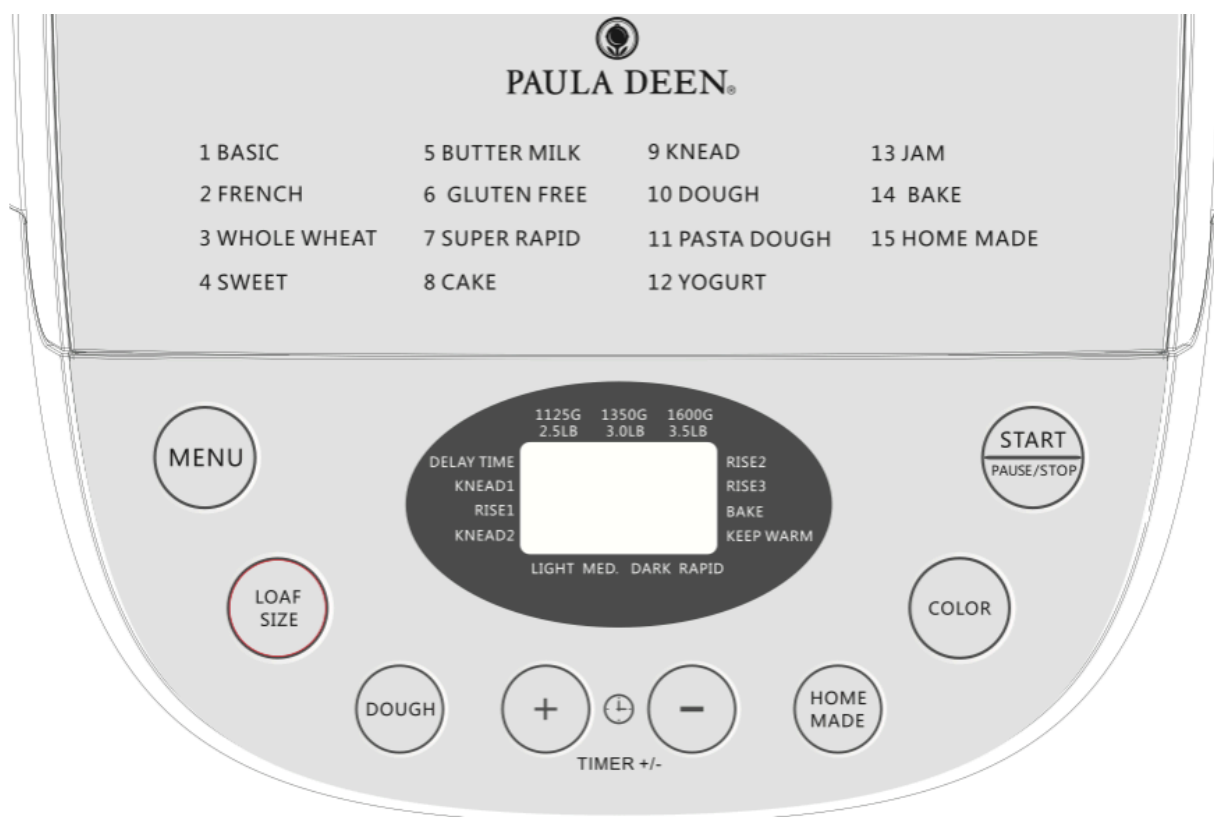 PAULA DEEN®
1 BASIC
2 FRENCH
3 WHOLE WHEAT
4 SWEET
5 BUTTER MILK
6 GLUTEN FREE
7 SUPER RAPID
8 CAKE
9 KNEAD
10 DOUGH
11 PASTA DOUGH
12 YOGURT
13 JAM
14 BAKE
15 HOME MADE
MENU
LOAF
SIZE
DOUGH
1125G 1350G 1600G
2.5LB 3.0LB 3.5LB
DELAY TIME
KNEAD1
RISE1
KNEAD2
RISE2
RISE3
BAKE
KEEP WARM
LIGHT MED. DARK RAPID
+
-
TIMER +/-
START
PAUSE/STOP
COLOR
HOME
MADE